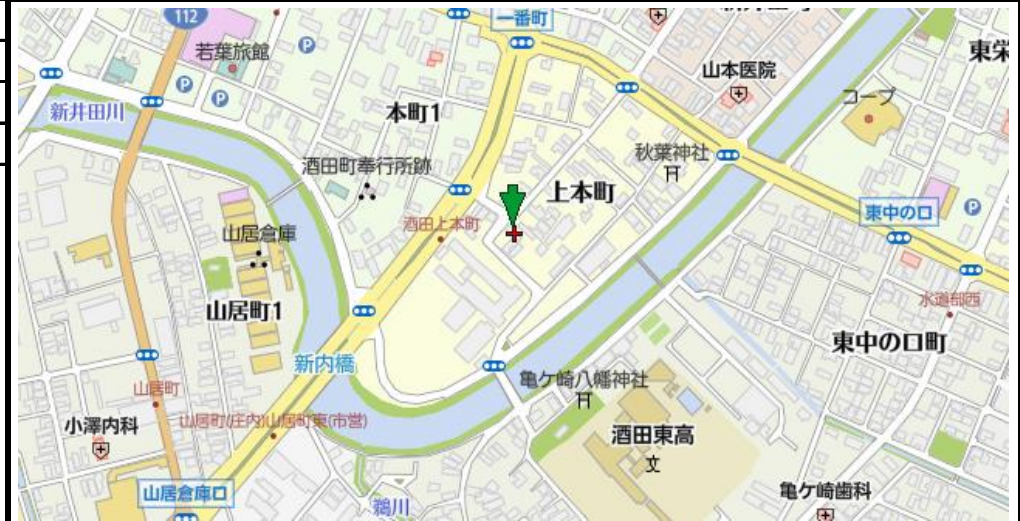 112
一番町
若葉旅館
P
山本医院
東栄
コープ
P
P
新井田川
本町1
秋葉神社
酒田町奉行所跡
上本町
東中の口
P
酒田上本町
山居倉庫
水道部西
山居町1
東中の口町
新内橋
亀ケ崎八幡神社
山居町
山居町(庄内)山居町東(市営)
小澤内科
酒田東高
文
山居倉庫口
亀ケ崎歯科
鵜川